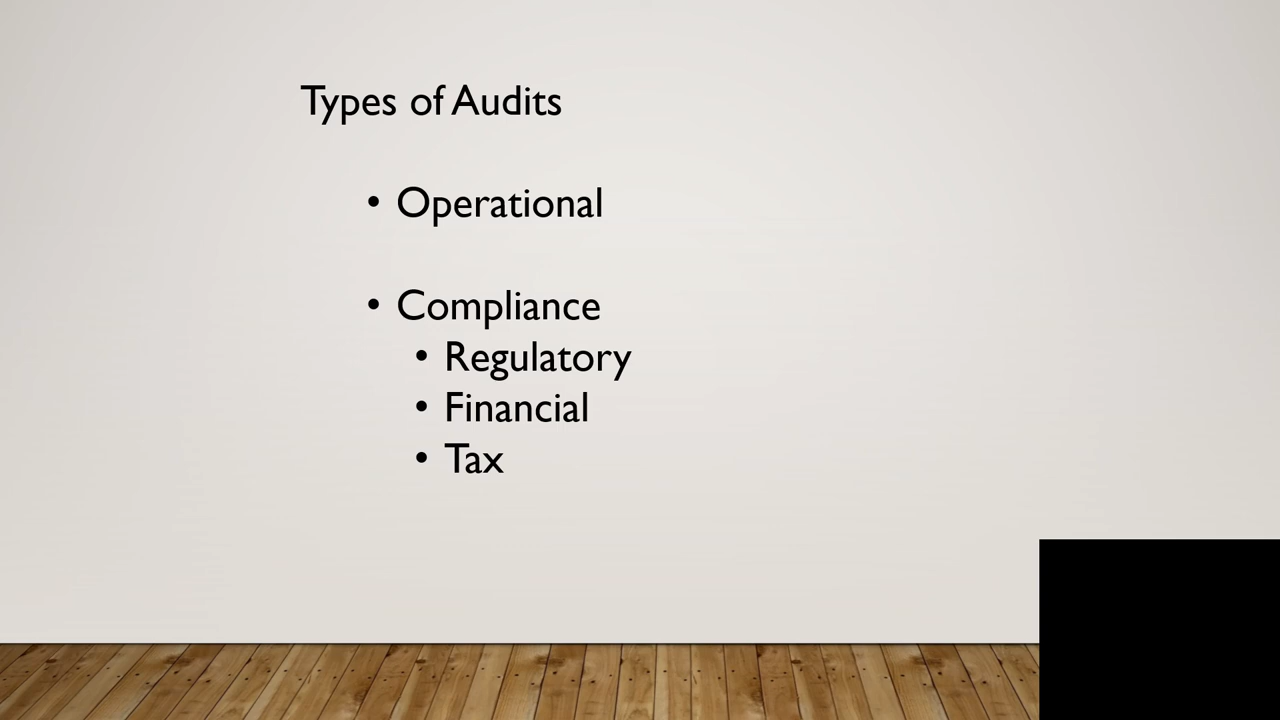 Types of Audits
• Operational
• Compliance
• Regulatory
• Financial
• Tax